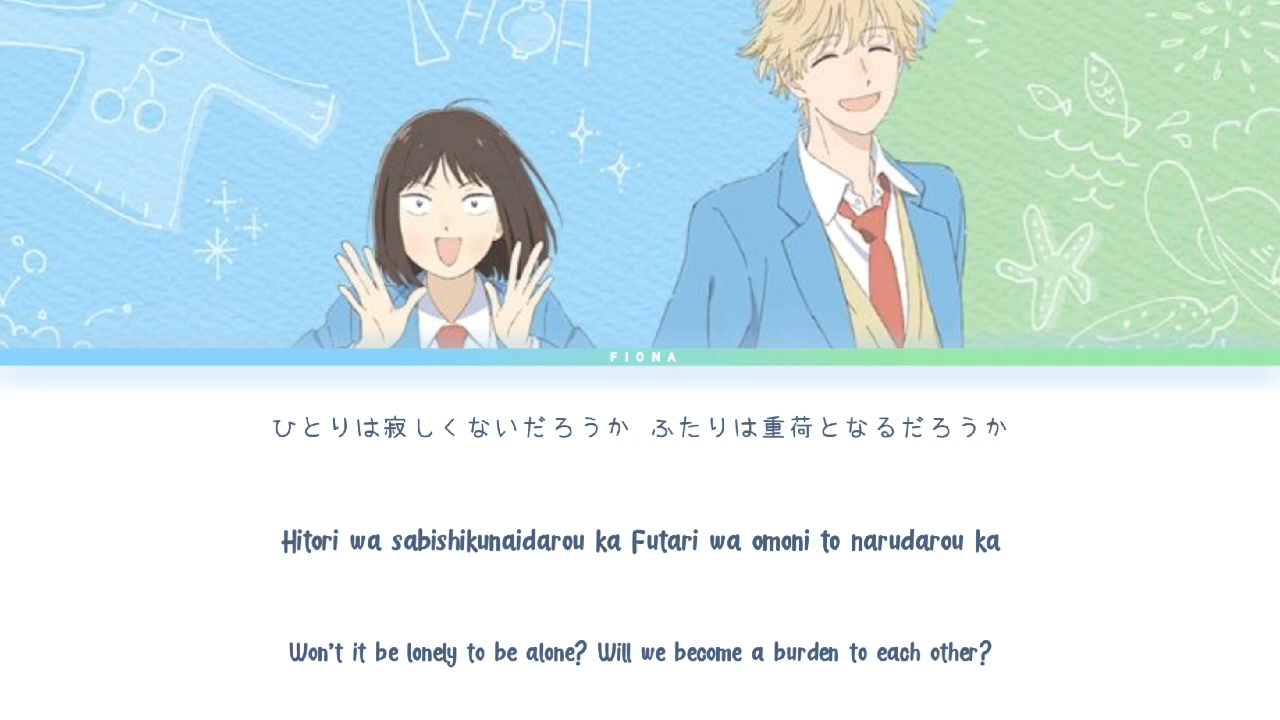 FIONA
ひとりは寂しくないだろうか ふたりは重荷となるだろうか
Hitori wa sabishikunaidarou ka Futari wa omoni to narudarou ka
Won't it be lonely to be alone? Will we become a burden to each other?